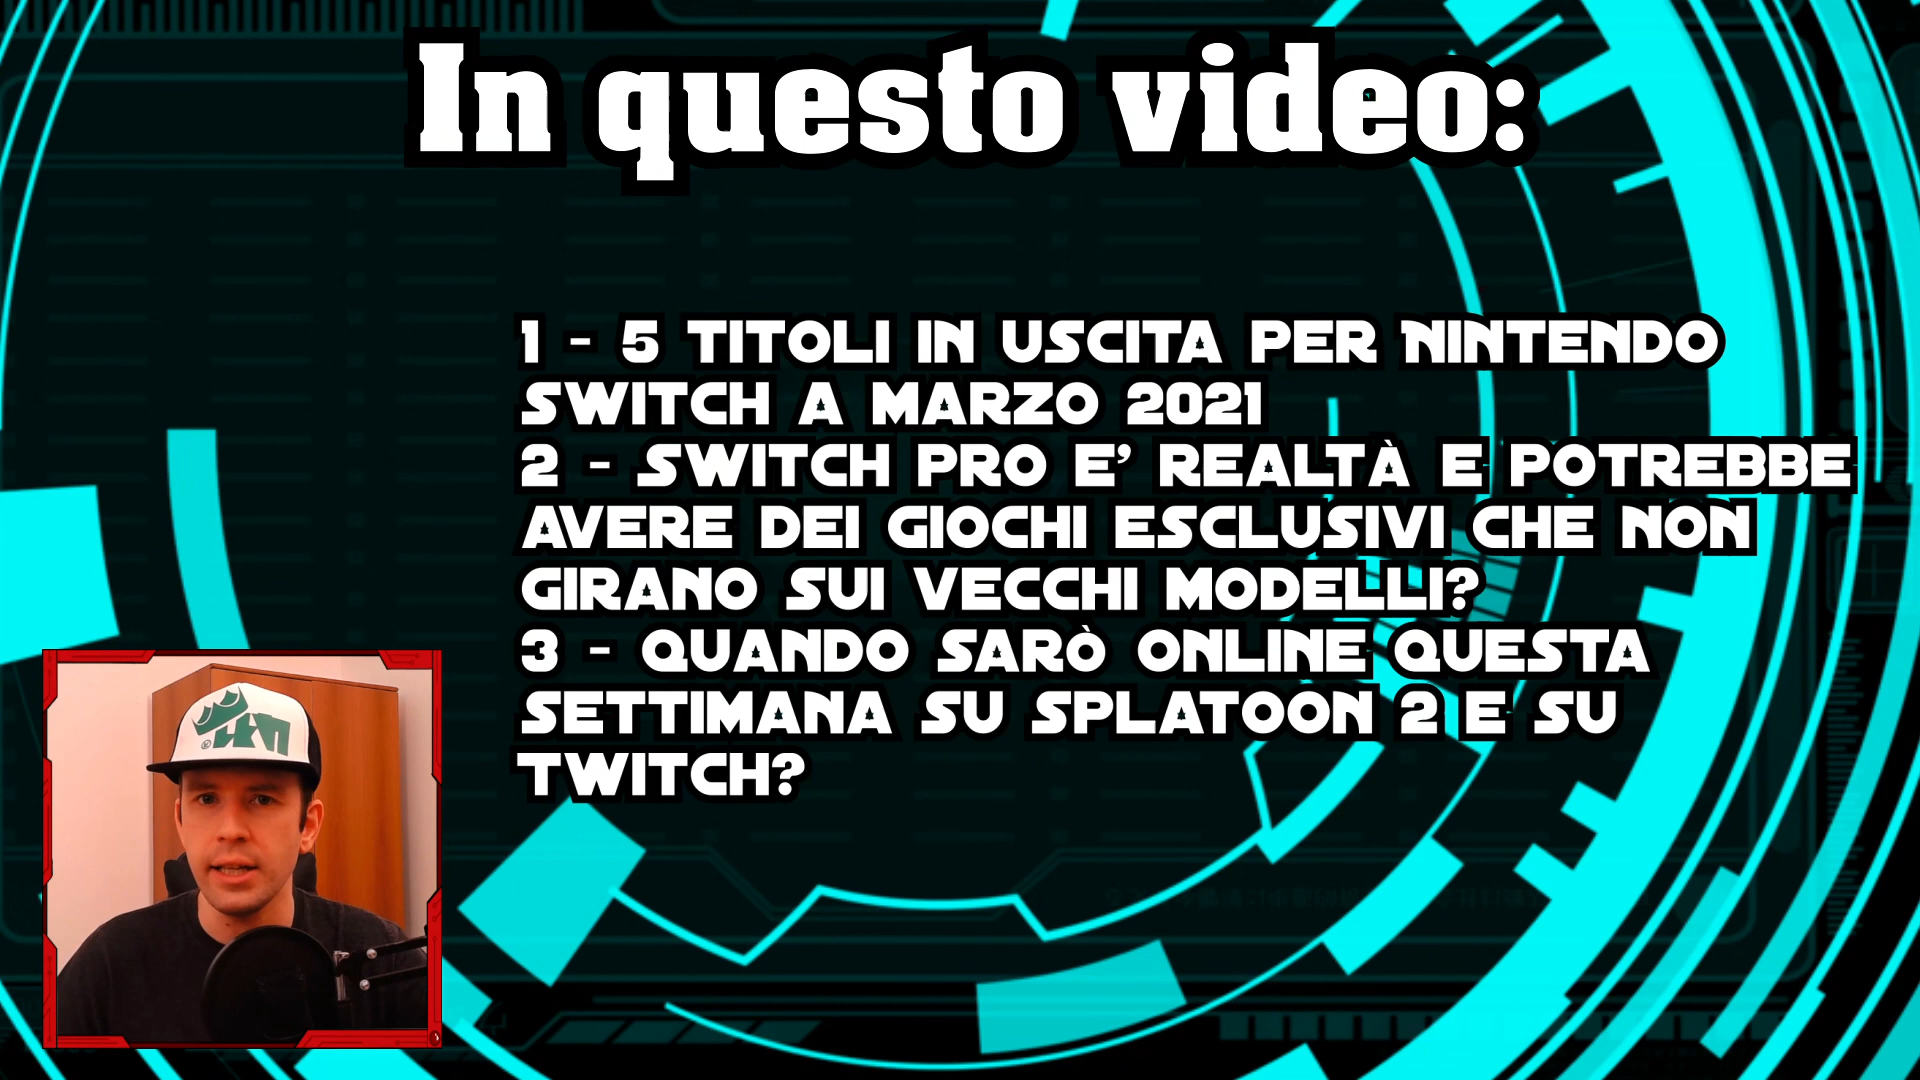 In questo video:
1 - 5 TITOLI IN USCITA PER NINTENDO
SWITCH A MARZO 2021
2 - SWITCH PRO E' REALTÀ E POTREBBE
AVERE DEI GIOCHI ESCLUSIVI CHE NON
GIRANO SUI VECCHI MODELLI?
3 - QUANDO SARÒ ONLINE QUESTA
SETTIMANA SU SPLATOON 2 E SU
TWITCH?